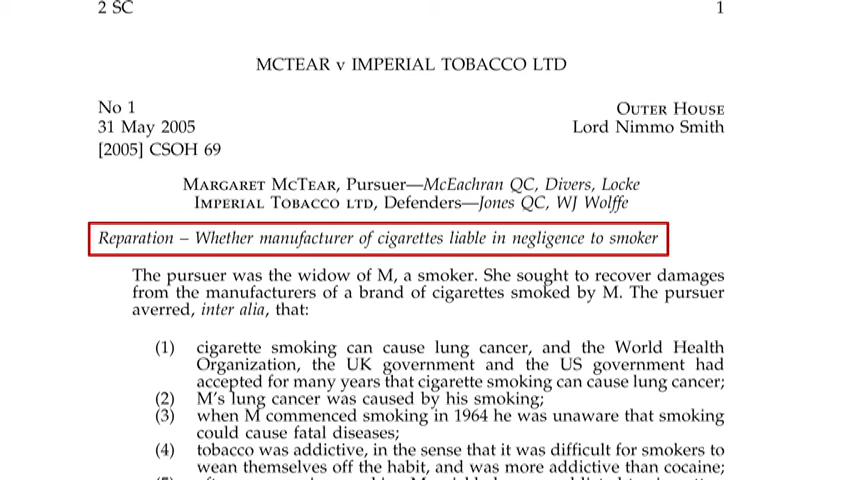 2 SC 1
MCTEAR v IMPERIAL TOBACCO LTD
No 1 OUTER HOUSE
31 May 2005 Lord Nimmo Smith
[2005] CSOH 69
MARGARET MCTEAR, Pursuer—McEachran QC, Divers, Locke
IMPERIAL TOBACCO LTD, Defenders—Jones QC, WJ Wolffe
Reparation – Whether manufacturer of cigarettes liable in negligence to smoker
The pursuer was the widow of M, a smoker. She sought to recover damages
from the manufacturers of a brand of cigarettes smoked by M. The pursuer
averred, inter alia, that:
(1) cigarette smoking can cause lung cancer, and the World Health
Organization, the UK government and the US government had
accepted for many years that cigarette smoking can cause lung cancer;
(2) M's lung cancer was caused by his smoking;
(3) when M commenced smoking in 1964 he was unaware that smoking
could cause fatal diseases;
(4) tobacco was addictive, in the sense that it was difficult for smokers to
wean themselves off the habit, and was more addictive than cocaine;